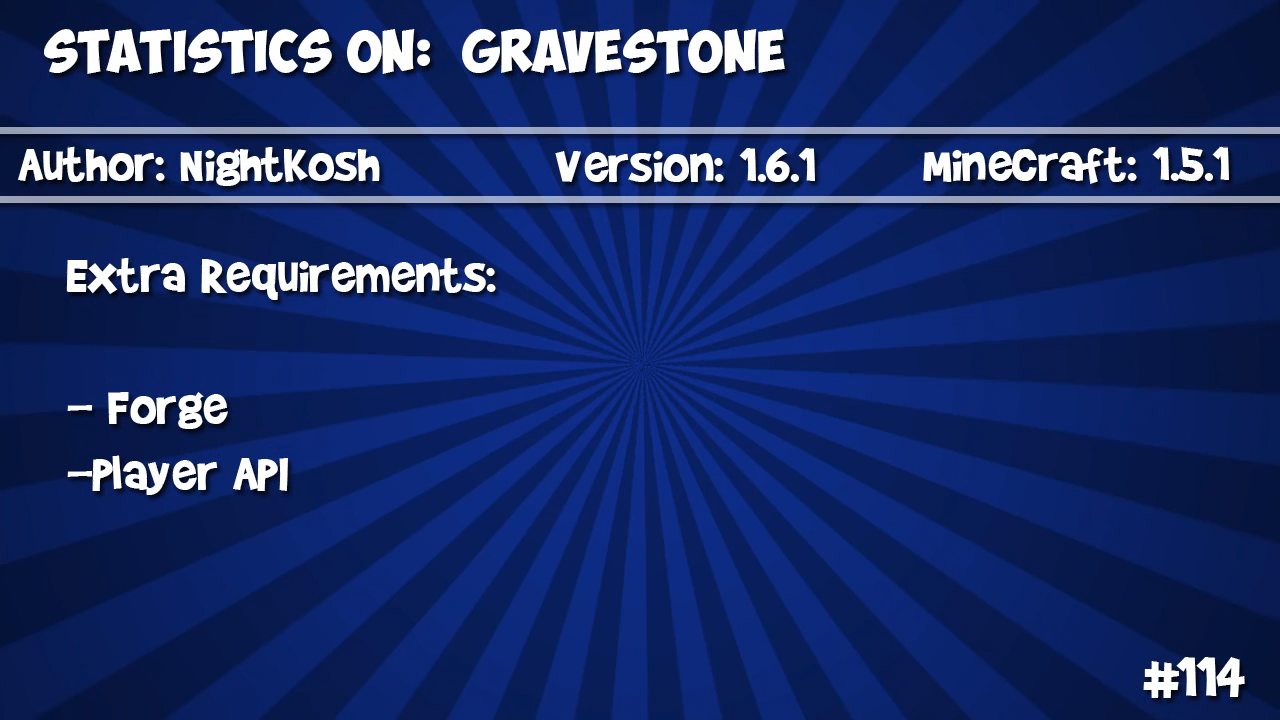 STATISTICS ON: GRAVESTONE
Author: NightKosh Version: 1.6.1 MineCraft: 1.5.1
Extra Requirements:
- Forge
-Player API
#114